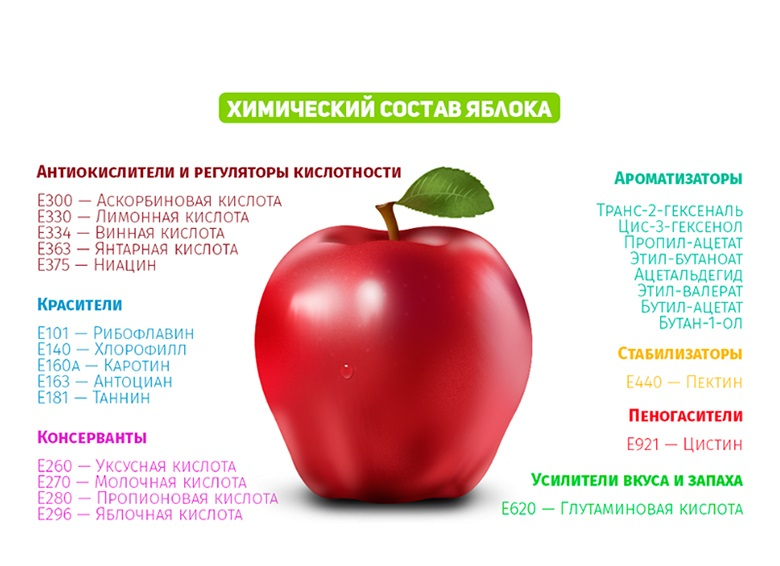 ХИМИЧЕСКИЙ СОСТАВ ЯБЛОКА
Антиокислители и регуляторы кислотности
Е300 — Аскорбиновая кислота
Е330 — Лимонная кислота
Е334 — Винная кислота
Е363 — Янтарная кислота
Е375 — Ниацин
Красители
Е101 — Рибофлавин
Е140 — Хлорофилл
Е160а — Каротин
Е163 — Антоциан
Е181 — Таннин
Консерванты
Е260 — Уксусная кислота
Е270 — Молочная кислота
Е280 — Пропионовая кислота
Е296 — Яблочная кислота
Ароматизаторы
Транс-2-гексеналь
Цис-3-гексенол
Пропил-ацетат
Этил-бутаноат
Ацетальдегид
Этил-валерат
Бутил-ацетат
Бутан-1-ол
Стабилизаторы
Е440 — Пектин
Пеногасители
Е921 — Цистин
Усилители вкуса и запаха
Е620 — Глутаминовая кислота